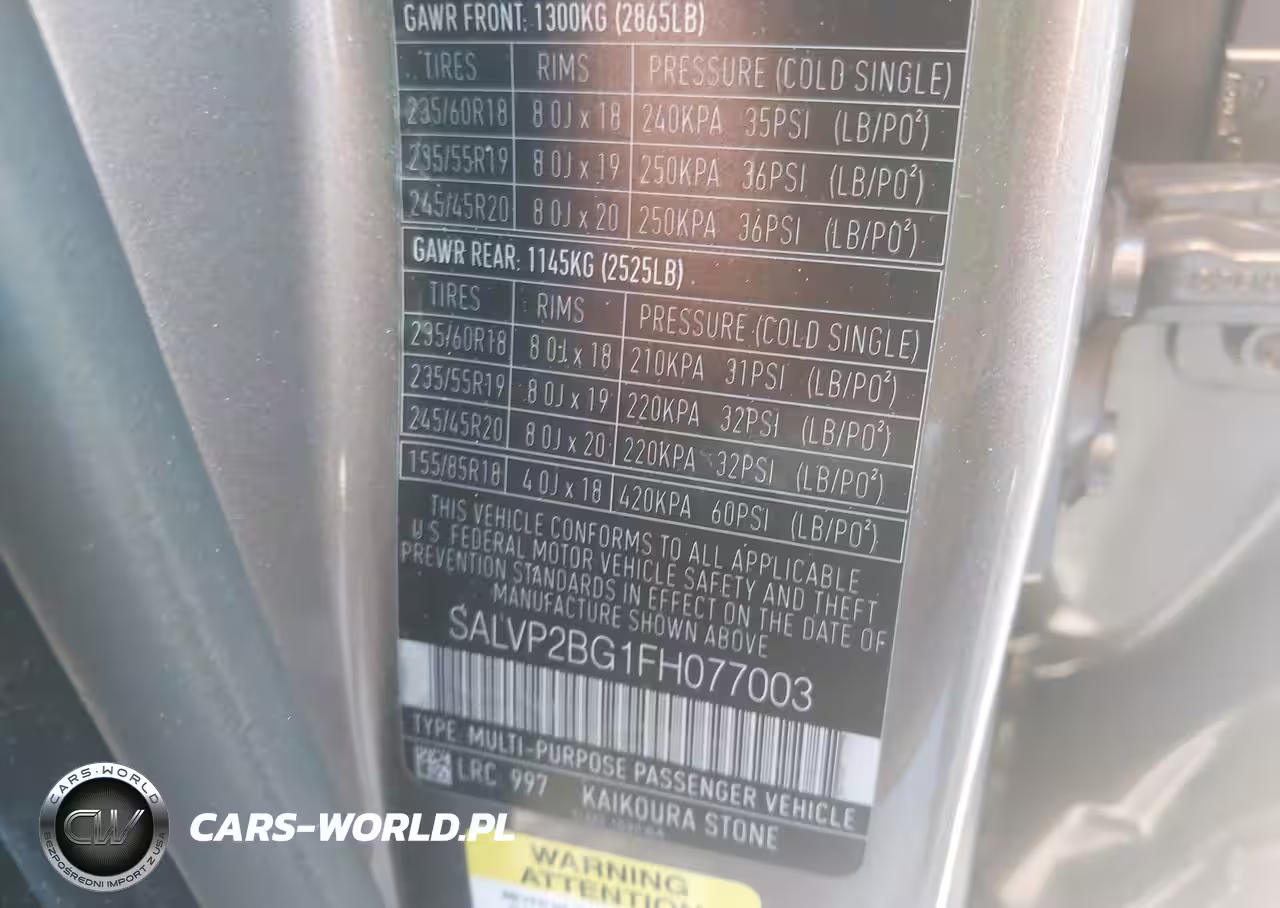 GAWR FRONT: 1300KG (2865LB)
TIRES RIMS PRESSURE (COLD SINGLE)
235/60R18 8 0J x 18 240KPA 35PSI (LB/PO²)
235/55R19 8 0J x 19 250KPA 36PSI (LB/PO²)
245/45R20 8 0J x 20 250KPA 36PSI (LB/PO²)
GAWR REAR: 1145KG (2525LB)
TIRES RIMS PRESSURE (COLD SINGLE)
235/60R18 8 0J x 18 210KPA 31PSI (LB/PO²)
235/55R19 8 0J x 19 220KPA 32PSI (LB/PO²)
245/45R20 8 0J x 20 220KPA 32PSI (LB/PO²)
155/85R18 4 0J x 18 420KPA 60PSI (LB/PO²)
THIS VEHICLE CONFORMS TO ALL APPLICABLE
U.S FEDERAL MOTOR VEHICLE SAFETY AND THEFT
PREVENTION STANDARDS IN EFFECT ON THE DATE OF
MANUFACTURE SHOWN ABOVE
SALVP2BG1FH077003
TYPE MULTI-PURPOSE PASSENGER VEHICLE
LRC 997 KAIKOURA STONE
WARNING
ATTENTION
CARS-WORLD
CW
BEZPOŚREDNI IMPORT Z USA
CARS-WORLD.PL